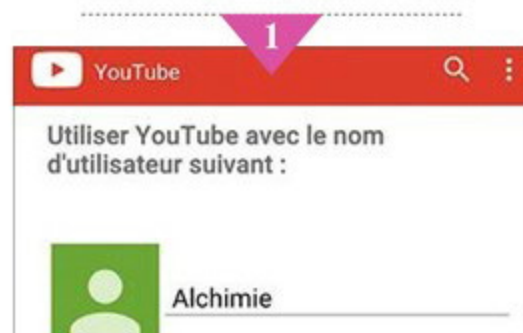 1
YouTube
Utiliser YouTube avec le nom
d'utilisateur suivant :
Alchimie